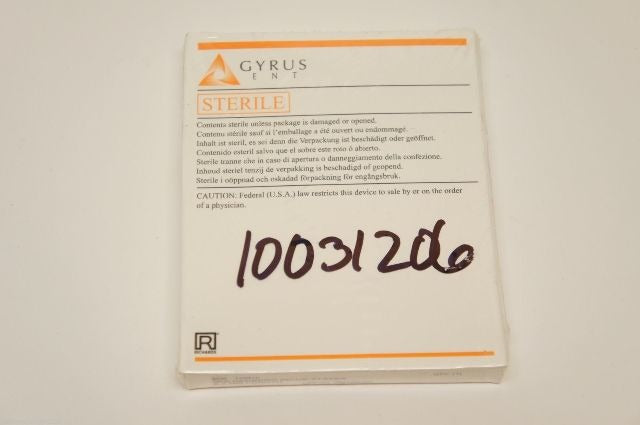 GYRUS
ENT
STERILE
Contents sterile unless package is damaged or opened.
Contenu stérile sauf si l'emballage a été ouvert ou endommagé.
Inhalt ist steril, es sei denn die Verpackung ist beschädigt oder geöffnet.
Contenido esteril salvo que el sobre este roto ó abierto.
Sterile tranne che in caso di apertura o danneggiamento della confezione.
Inhoud steriel tenzij de verpakking is beschadigd of geopend.
Sterile i oöppnad och oskadad förpackning för engångsbruk.
CAUTION: Federal (U.S.A.) law restricts this device to sale by or on the order
of a physician.
10031206
R
RICHARDS